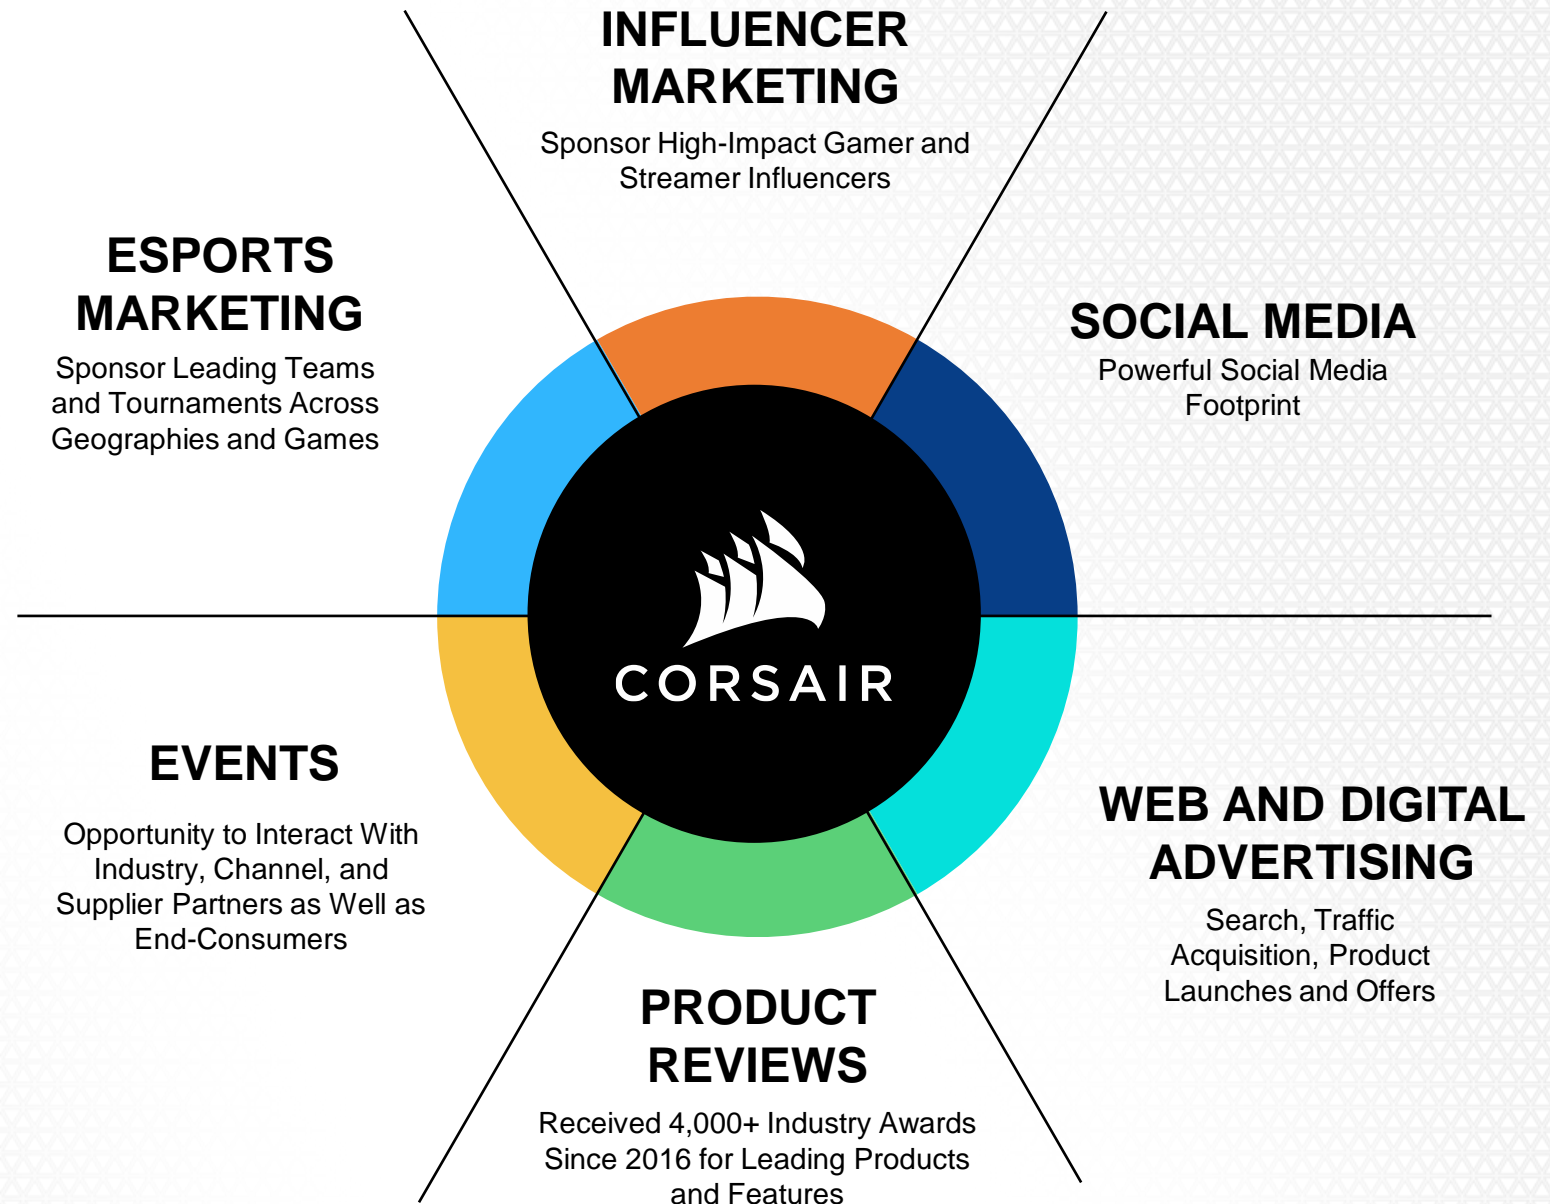 INFLUENCER
MARKETING
Sponsor High-Impact Gamer and
Streamer Influencers
ESPORTS
MARKETING
Sponsor Leading Teams
and Tournaments Across
Geographies and Games
SOCIAL MEDIA
Powerful Social Media
Footprint
CORSAIR
EVENTS
Opportunity to Interact With
Industry, Channel, and
Supplier Partners as Well as
End-Consumers
WEB AND DIGITAL
ADVERTISING
Search, Traffic
Acquisition, Product
Launches and Offers
PRODUCT
REVIEWS
Received 4,000+ Industry Awards
Since 2016 for Leading Products
and Features